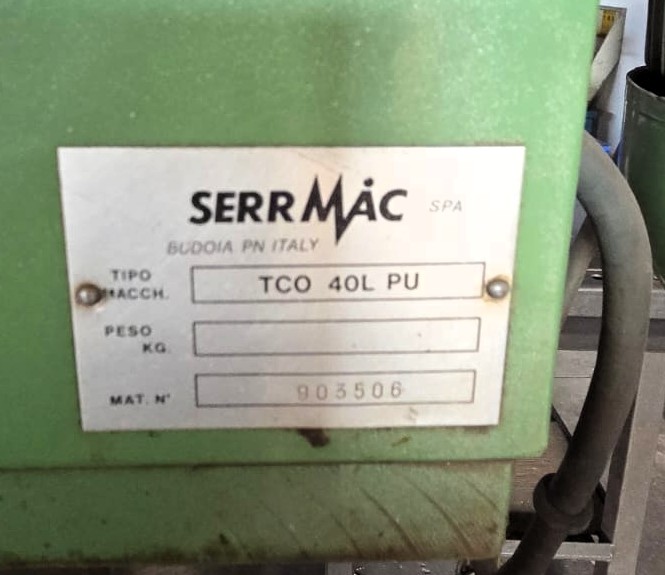 SERRMAC SPA
BUDOIA PN ITALY
TIPO MACCH. TCO 40L PU
PESO KG.
MAT. N° 903506